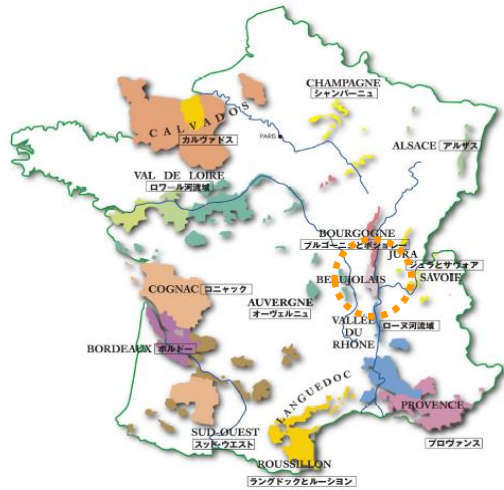 CHAMPAGNE
シャンパーニュ
CALVADOS
カルヴァドス
PARIS
ALSACE アルザス
VAL DE LOIRE
ロワール河流域
BOURGOGNE
ブルゴーニュとボジョレー
JURA
ジュラとサヴォア
SAVOIE
BEAUJOLAIS
COGNAC コニャック
AUVERGNE
オーヴェルニュ
VALLÉE
DU
RHÔNE
ローヌ河流域
BORDEAUX ボルドー
LANGUEDOC
PROVENCE
プロヴァンス
SUD-OUEST
スッド・ウエスト
ROUSSILLON
ラングドックとルーション